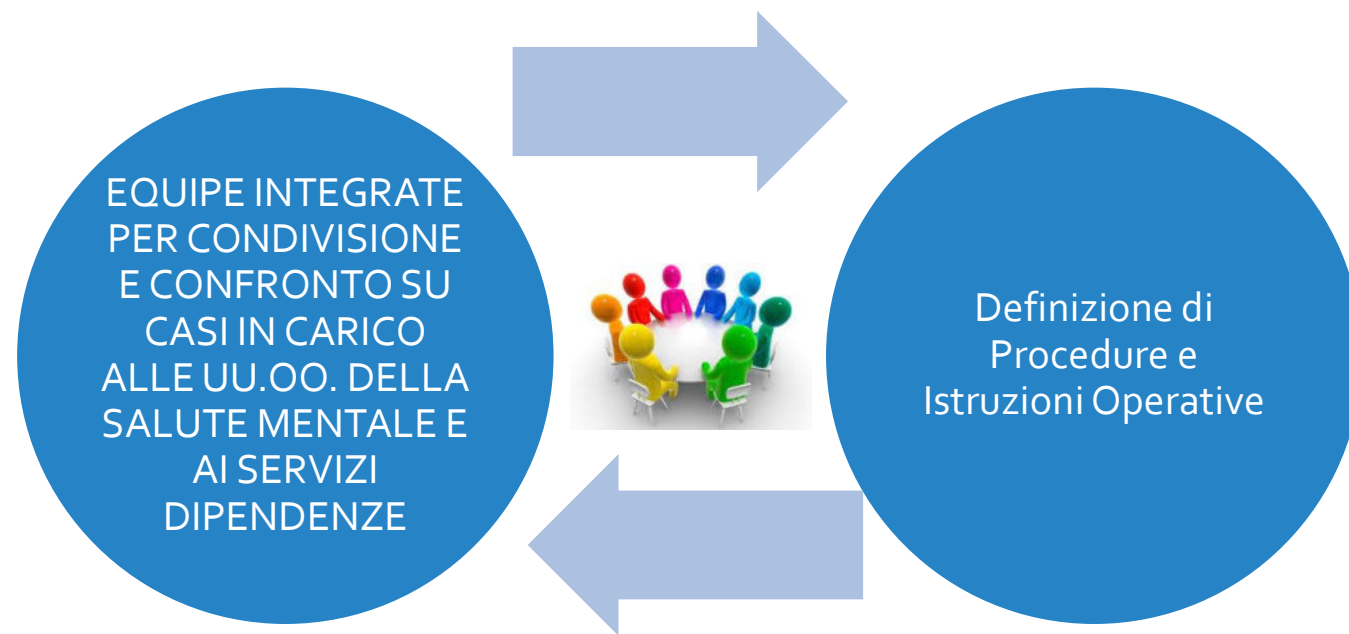 EQUIPE INTEGRATE
PER CONDIVISIONE
E CONFRONTO SU
CASI IN CARICO
ALLE UU.OO. DELLA
SALUTE MENTALE E
AI SERVIZI
DIPENDENZE
Definizione di
Procedure e
Istruzioni Operative